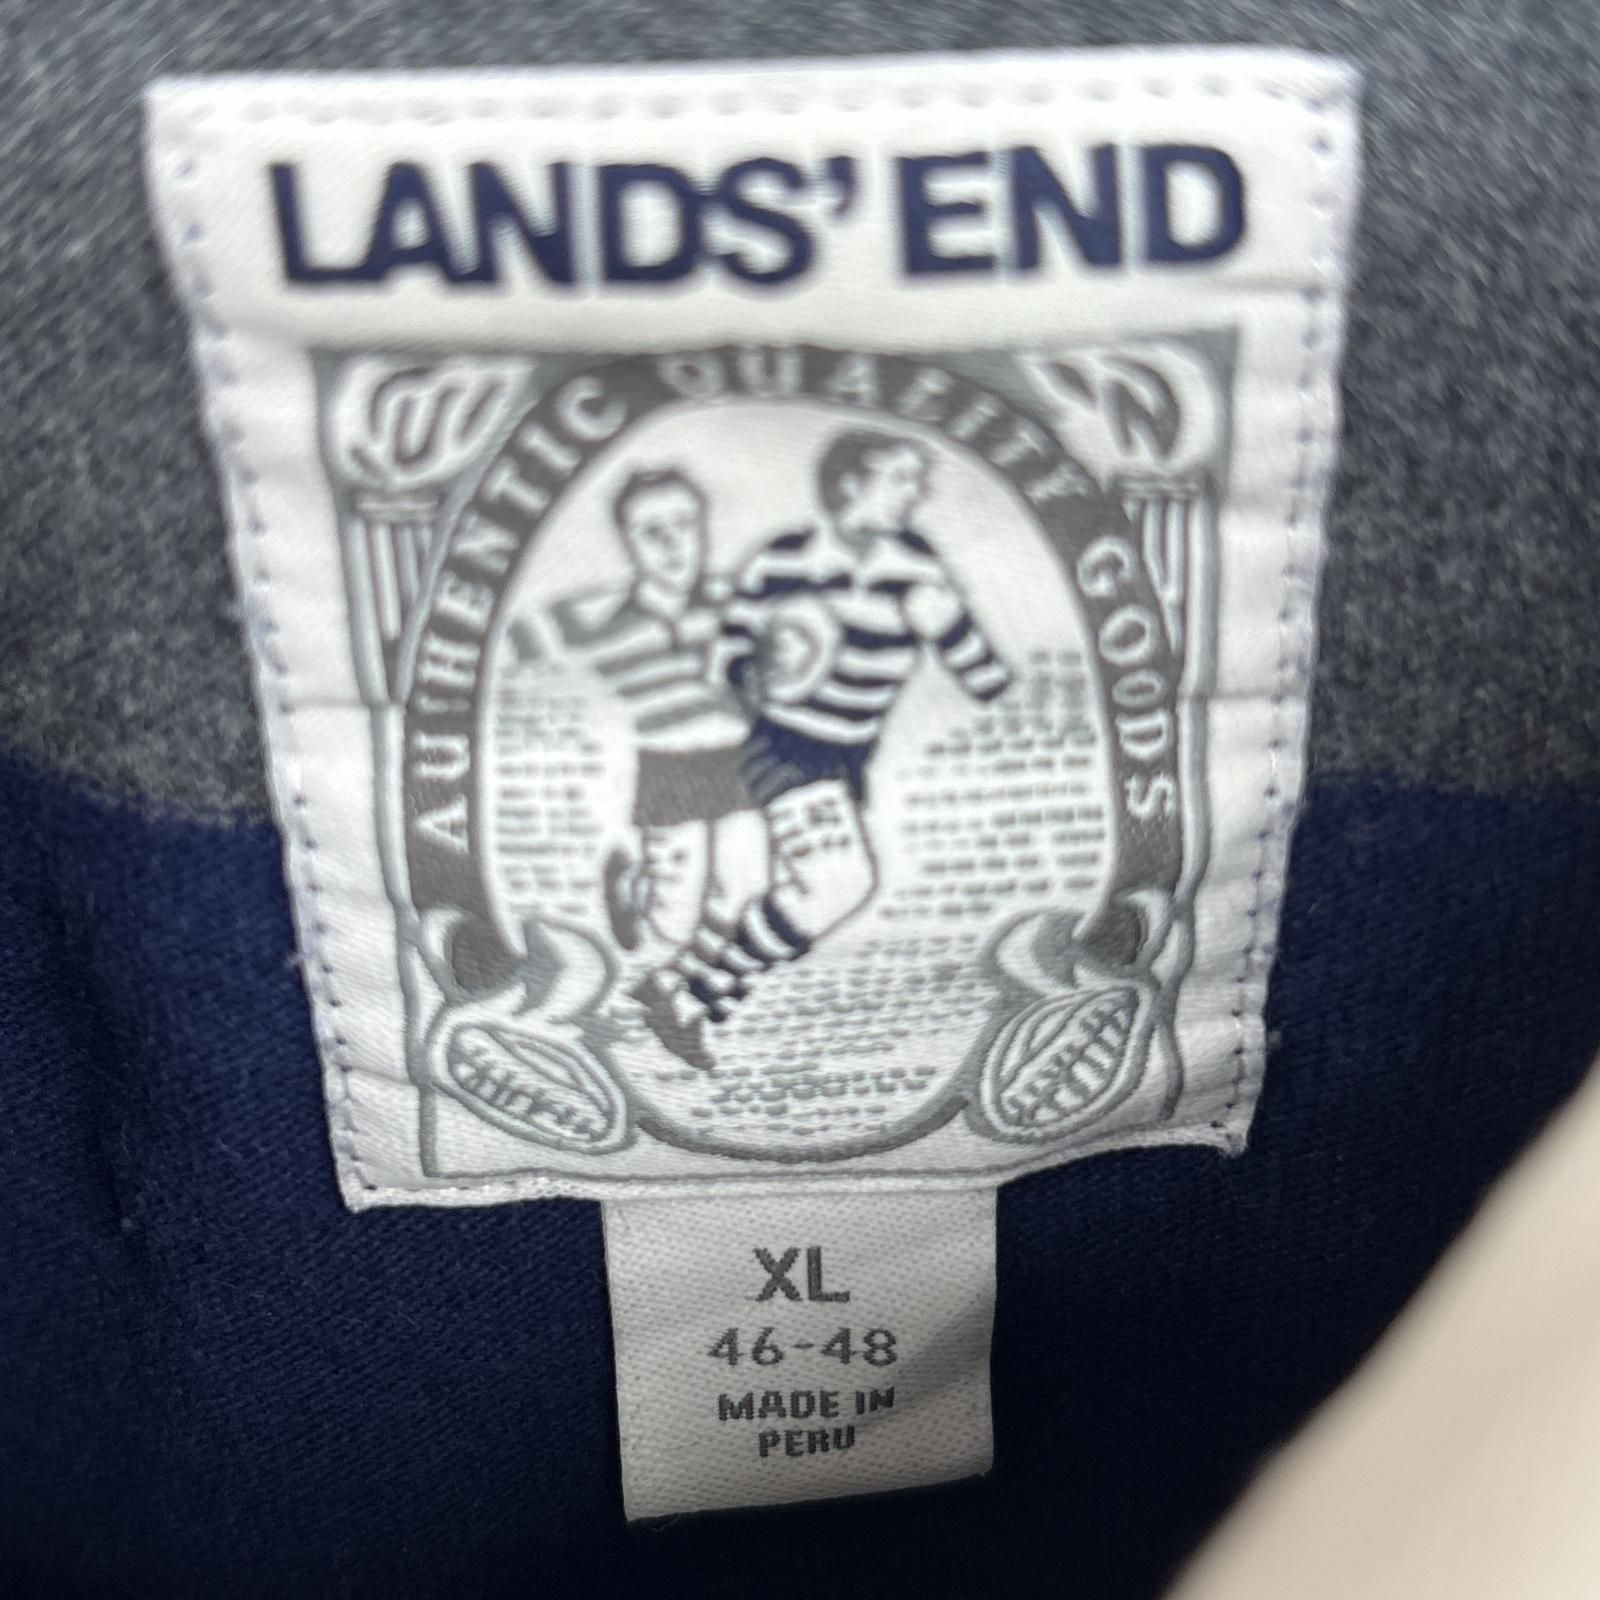 LANDS' END
AUTHENTIC QUALITY GOODS
XL
46-48
MADE IN
PERU